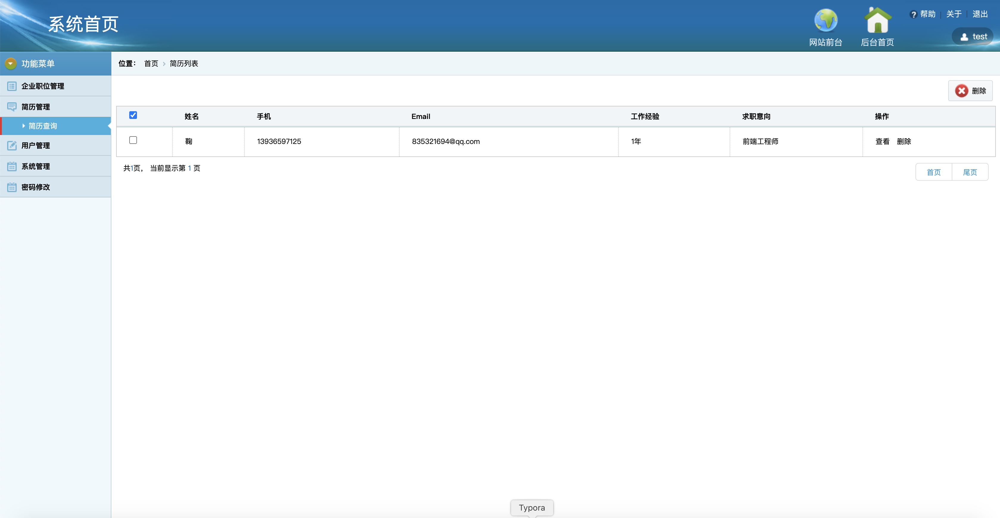 系统首页
网站前台
后台首页
帮助 关于 退出
test
功能菜单
企业职位管理
简历管理
简历查询
用户管理
系统管理
密码修改
位置： 首页 简历列表
删除
姓名 手机 Email 工作经验 求职意向 操作
鞠 13936597125 835321694@qq.com 1年 前端工程师 查看 删除
共1页， 当前显示第 1 页
首页 尾页
Typora